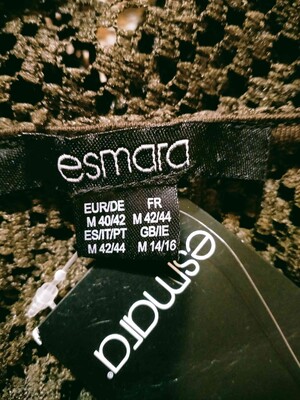 esmara
EUR/DE FR
M 40/42 M 42/44
ES/IT/PT GB/IE
M 42/44 M 14/16
esmara®